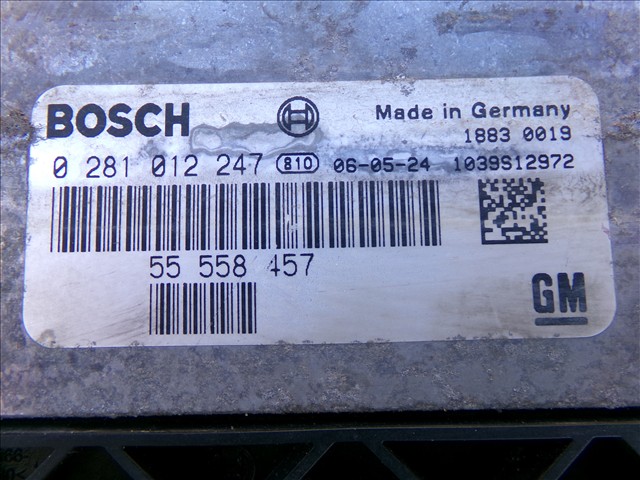 BOSCH Made in Germany
1883 0019
0 281 012 247 810 06-05-24 1039S12972
55 558 457
GM